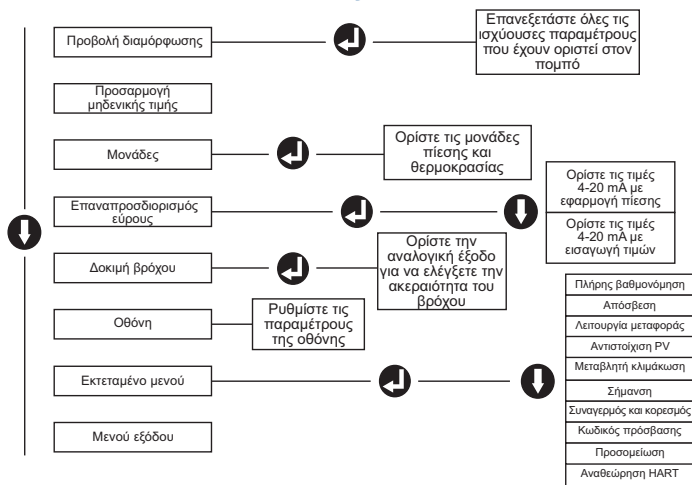 Προβολή διαμόρφωσης
Επανεξετάστε όλες τις
ισχύουσες παραμέτρους
που έχουν οριστεί στον
πομπό
Προσαρμογή
μηδενικής τιμής
Μονάδες
Ορίστε τις μονάδες
πίεσης και
θερμοκρασίας
Επαναπροσδιορισμός
εύρους
Ορίστε τις τιμές
4-20 mA με
εφαρμογή πίεσης
Ορίστε τις τιμές
4-20 mA με
εισαγωγή τιμών
Δοκιμή βρόχου
Ορίστε την
αναλογική έξοδο
για να ελέγξετε την
ακεραιότητα του
βρόχου
Οθόνη
Ρυθμίστε τις
παραμέτρους
της οθόνης
Εκτεταμένο μενού
Πλήρης βαθμονόμηση
Απόσβεση
Λειτουργία μεταφοράς
Αντιστοίχιση PV
Μεταβλητή κλιμάκωση
Σήμανση
Συναγερμός και κορεσμός
Κωδικός πρόσβασης
Προσομείωση
Αναθεώρηση HART
Μενού εξόδου